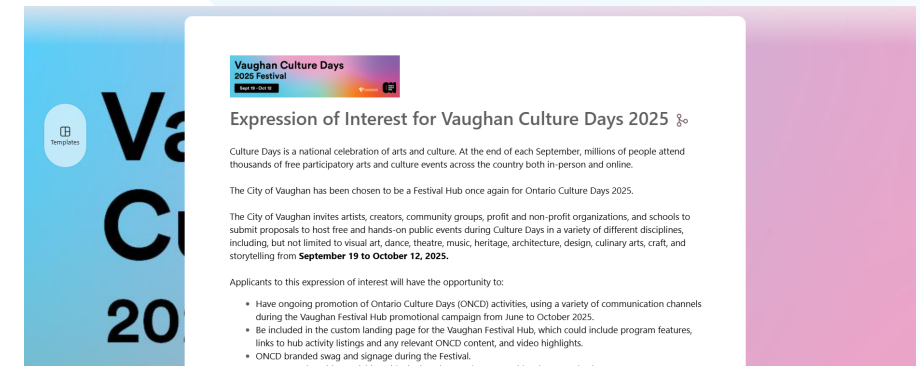 Vaughan Culture Days
2025 Festival
Sept 19 - Oct 12
Va
Cu
202
Templates
Expression of Interest for Vaughan Culture Days 2025
Culture Days is a national celebration of arts and culture. At the end of each September, millions of people attend
thousands of free participatory arts and culture events across the country both in-person and online.
The City of Vaughan has been chosen to be a Festival Hub once again for Ontario Culture Days 2025.
The City of Vaughan invites artists, creators, community groups, profit and non-profit organizations, and schools to
submit proposals to host free and hands-on public events during Culture Days in a variety of different disciplines,
including, but not limited to visual art, dance, theatre, music, heritage, architecture, design, culinary arts, craft, and
storytelling from September 19 to October 12, 2025.
Applicants to this expression of interest will have the opportunity to:
• Have ongoing promotion of Ontario Culture Days (ONCD) activities, using a variety of communication channels
during the Vaughan Festival Hub promotional campaign from June to October 2025.
• Be included in the custom landing page for the Vaughan Festival Hub, which could include program features,
links to hub activity listings and any relevant ONCD content, and video highlights.
• ONCD branded swag and signage during the Festival.